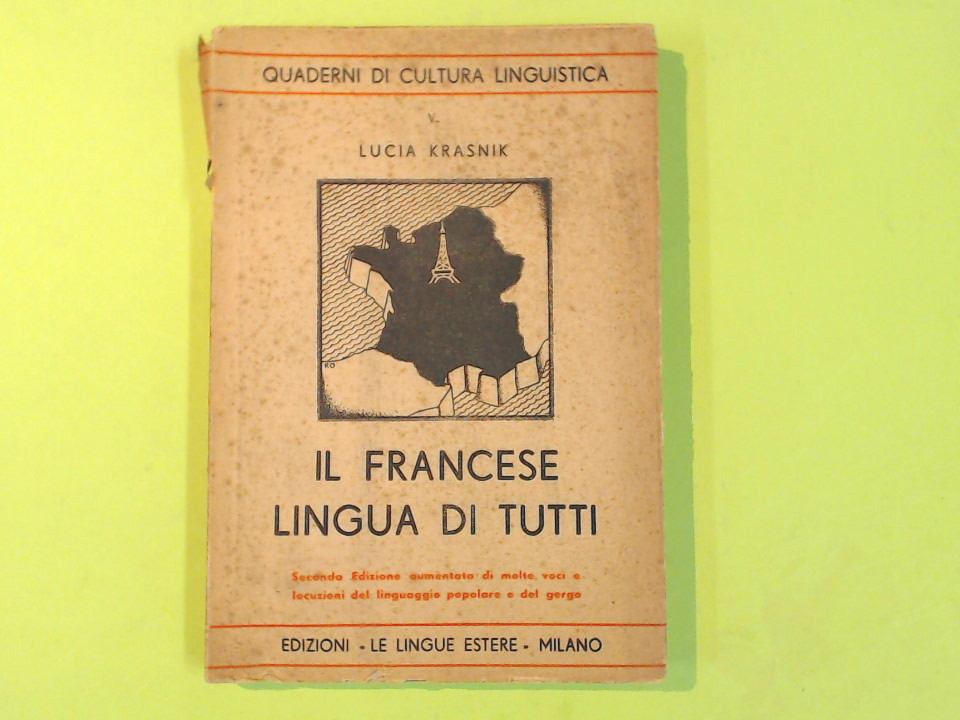 QUADERNI DI CULTURA LINGUISTICA
V.
LUCIA KRASNIK
RO
IL FRANCESE
LINGUA DI TUTTI
Seconda Edizione aumentata di molte voci e
locuzioni del linguaggio popolare e del gergo
EDIZIONI - LE LINGUE ESTERE - MILANO